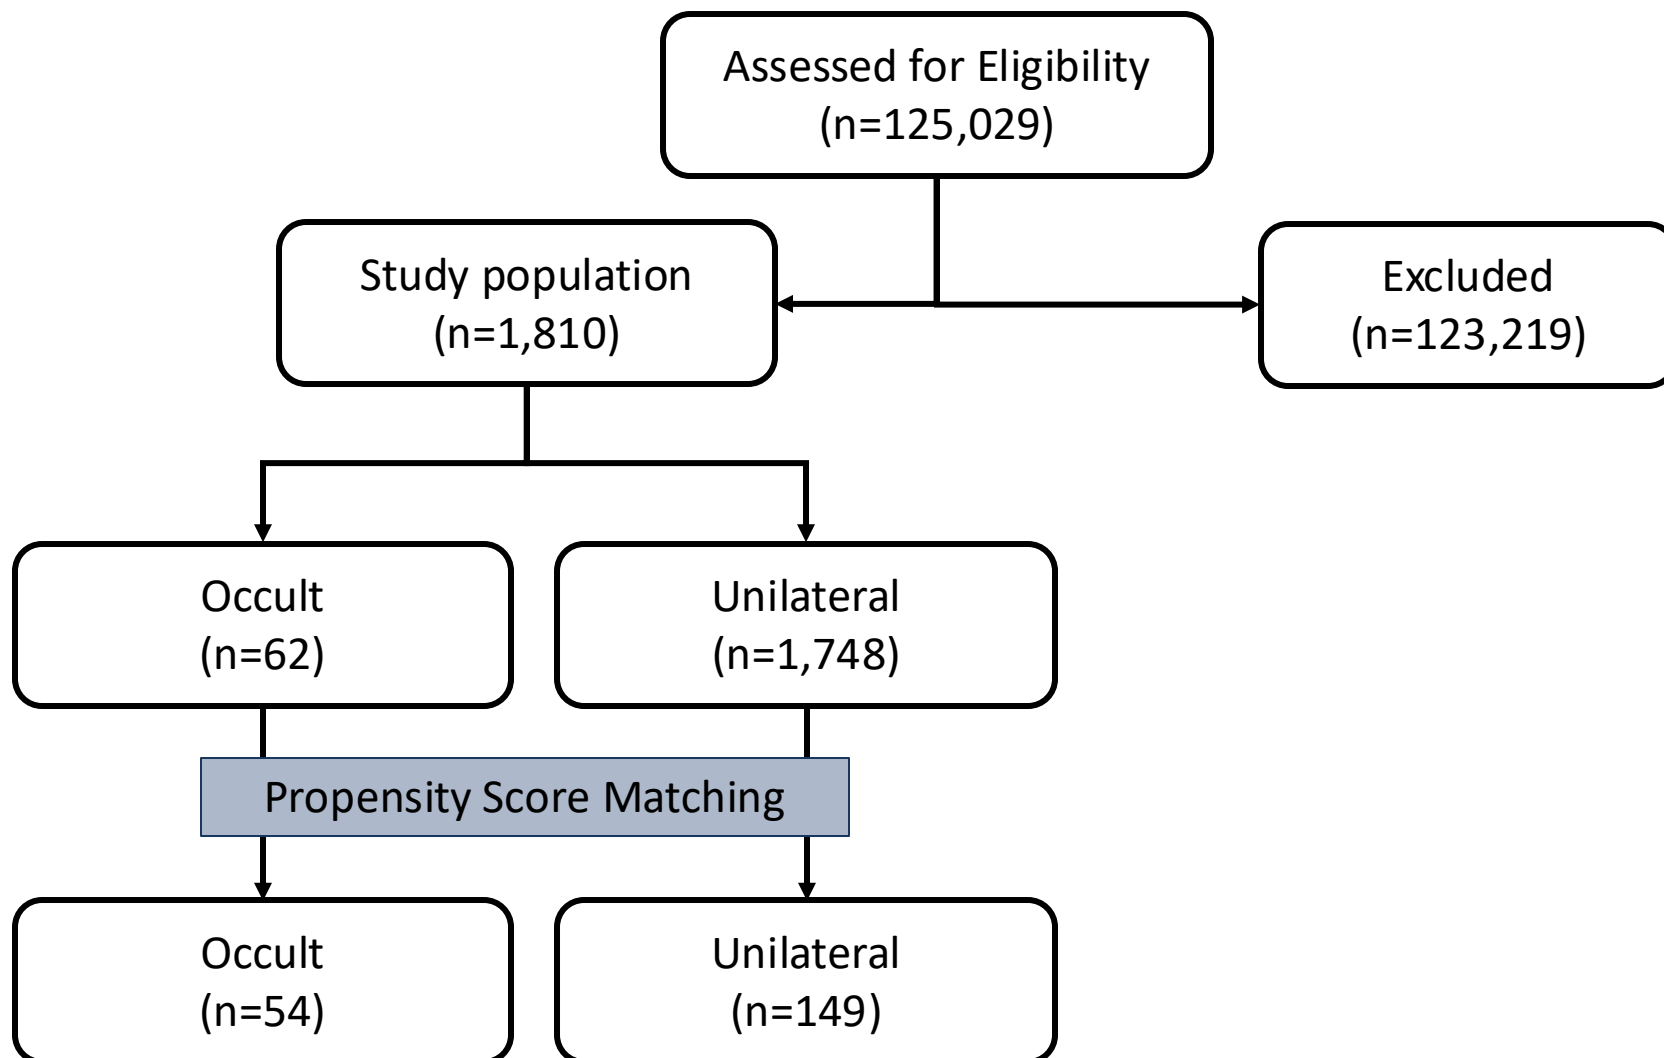 Assessed for Eligibility
(n=125,029)
Study population
(n=1,810)
Excluded
(n=123,219)
Occult
(n=62)
Unilateral
(n=1,748)
Propensity Score Matching
Occult
(n=54)
Unilateral
(n=149)